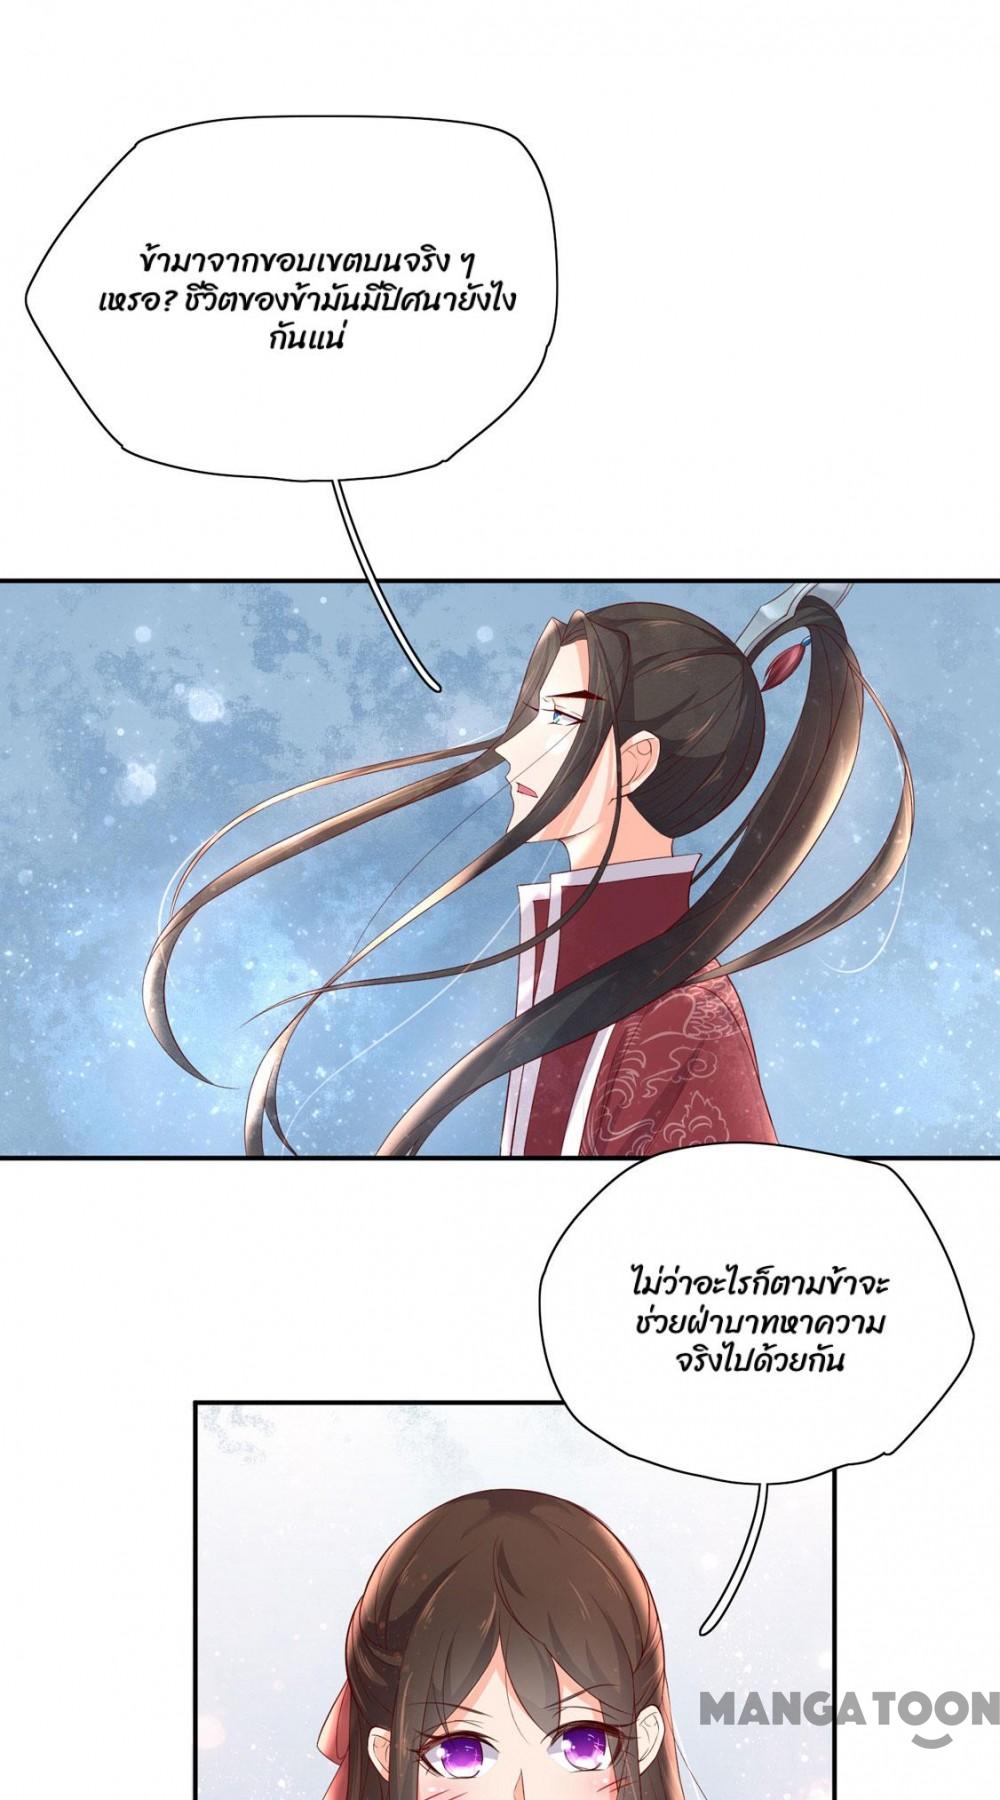 ข้ามาจากขอบเขตบนจริง ๆ
เหรอ? ชีวิตของข้ามันมีปิศนายังไง
กันแน่
ไม่ว่าอะไรก็ตามข้าจะ
ช่วยฝ่าบาทหาความ
จริงไปด้วยกัน
MANGATOON